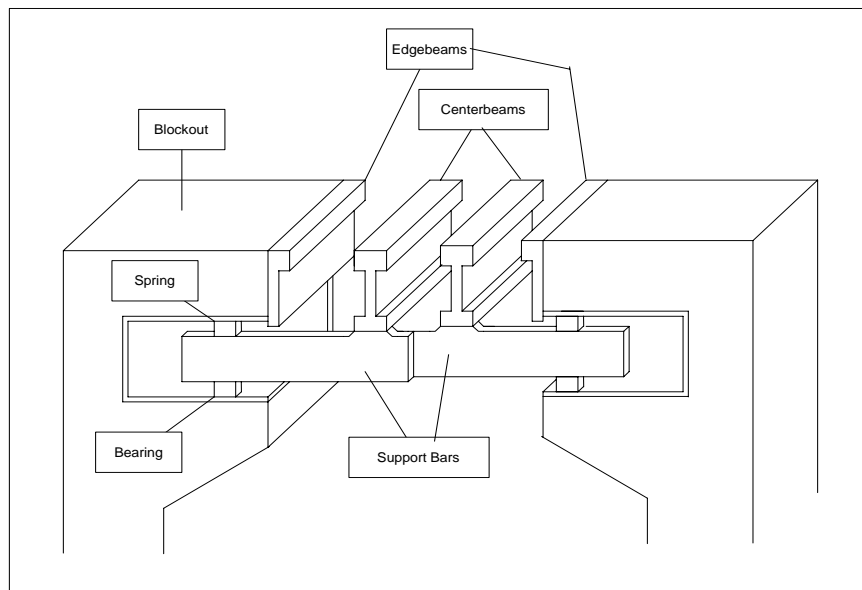 Edgebeams
Centerbeams
Blockout
Spring
Bearing
Support Bars